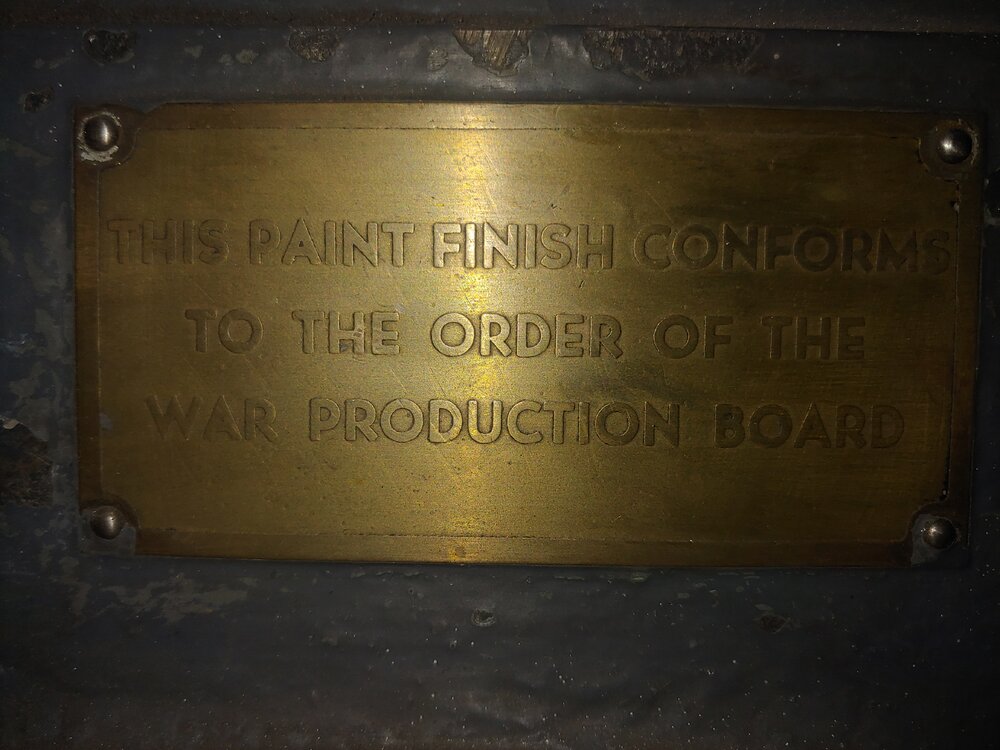 THIS PAINT FINISH CONFORMS
TO THE ORDER OF THE
WAR PRODUCTION BOARD